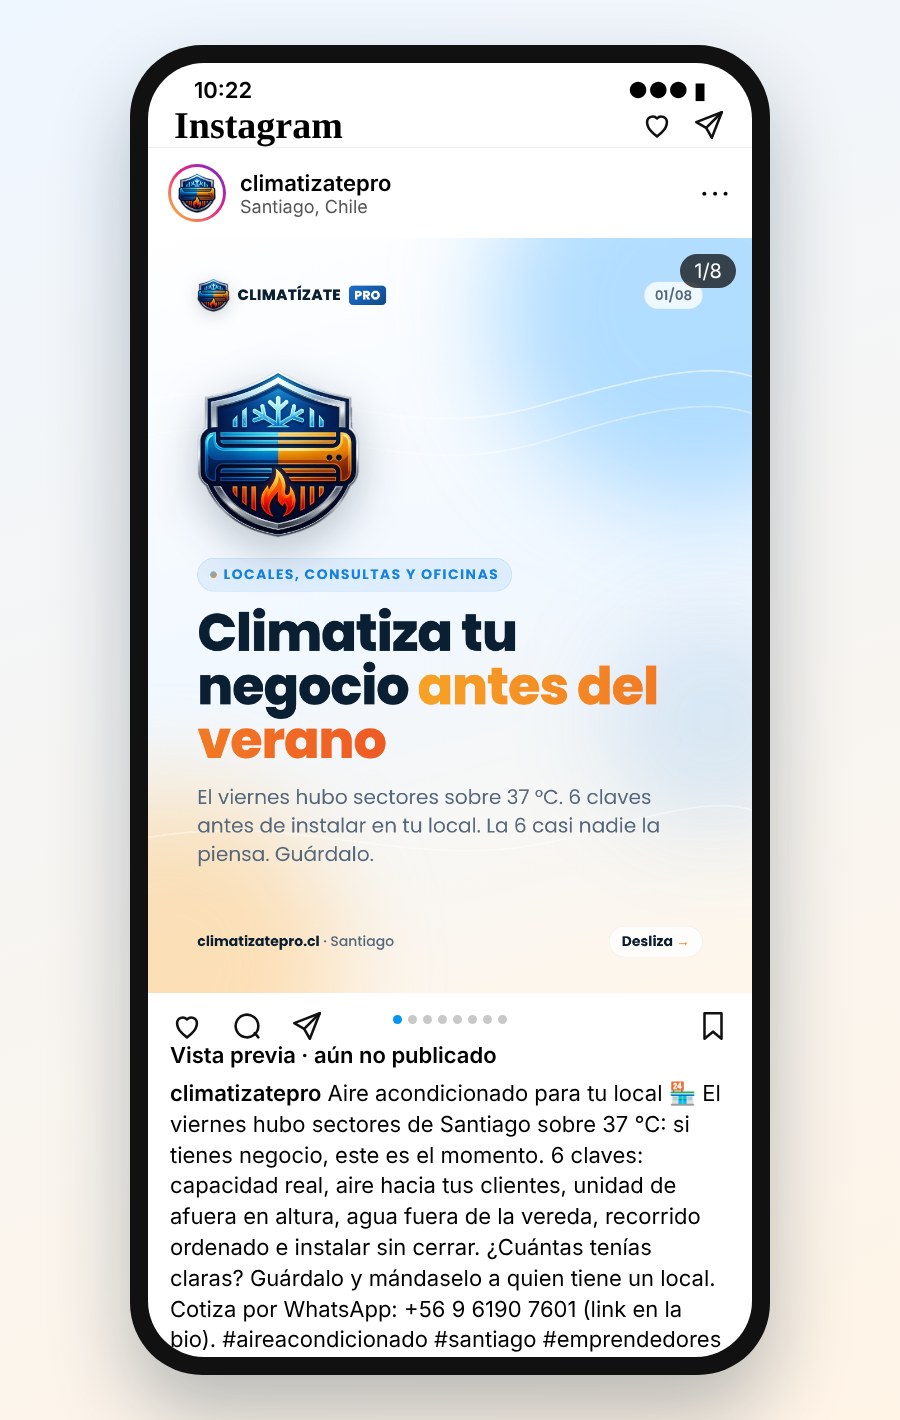 10:22
Instagram
climatizatepro
Santiago, Chile
1/8
CLIMATÍZATE PRO
01/08
LOCALES, CONSULTAS Y OFICINAS
Climatiza tu
negocio antes del
verano
El viernes hubo sectores sobre 37 °C. 6 claves
antes de instalar en tu local. La 6 casi nadie la
piensa. Guárdalo.
climatizatepro.cl · Santiago
Desliza →
Vista previa · aún no publicado
climatizatepro Aire acondicionado para tu local 🏪 El
viernes hubo sectores de Santiago sobre 37 °C: si
tienes negocio, este es el momento. 6 claves:
capacidad real, aire hacia tus clientes, unidad de
afuera en altura, agua fuera de la vereda, recorrido
ordenado e instalar sin cerrar. ¿Cuántas tenías
claras? Guárdalo y mándaselo a quien tiene un local.
Cotiza por WhatsApp: +56 9 6190 7601 (link en la
bio). #aireacondicionado #santiago #emprendedores